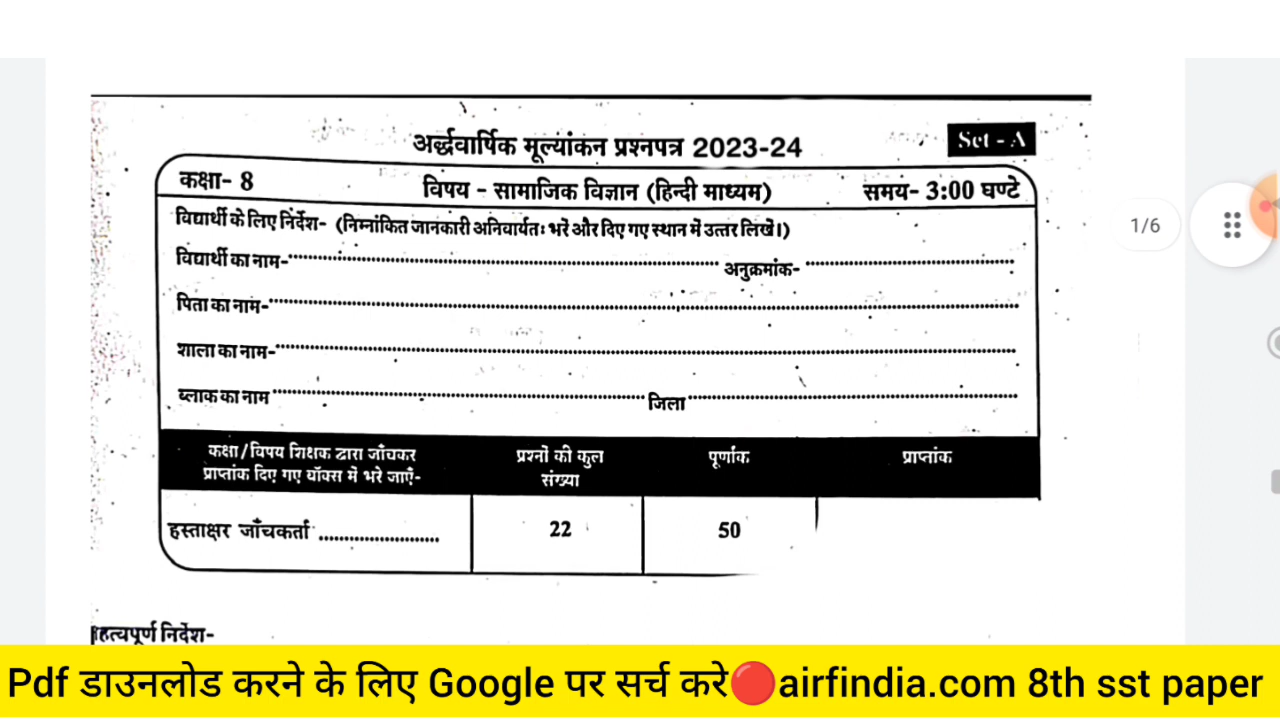 अर्द्धवार्षिक मूल्यांकन प्रश्नपत्र 2023-24
Set - A
कक्षा- 8 विषय - सामाजिक विज्ञान (हिन्दी माध्यम) समय- 3:00 घण्टे
विद्यार्थी के लिए निर्देश- (निम्नांकित जानकारी अनिवार्यतः भरें और दिए गए स्थान में उत्तर लिखें।)
1/6
विद्यार्थी का नाम- अनुक्रमांक-
पिता का नाम-
शाला का नाम-
ब्लाक का नाम जिला
कक्षा/विषय शिक्षक द्वारा जाँचकर
प्राप्तांक दिए गए बॉक्स में भरे जाएँ-
प्रश्नों की कुल
संख्या
पूर्णांक
प्राप्तांक
हस्ताक्षर जाँचकर्ता ........................
22
50
हत्वपूर्ण निर्देश-
Pdf डाउनलोड करने के लिए Google पर सर्च करे🔴airfindia.com 8th sst paper